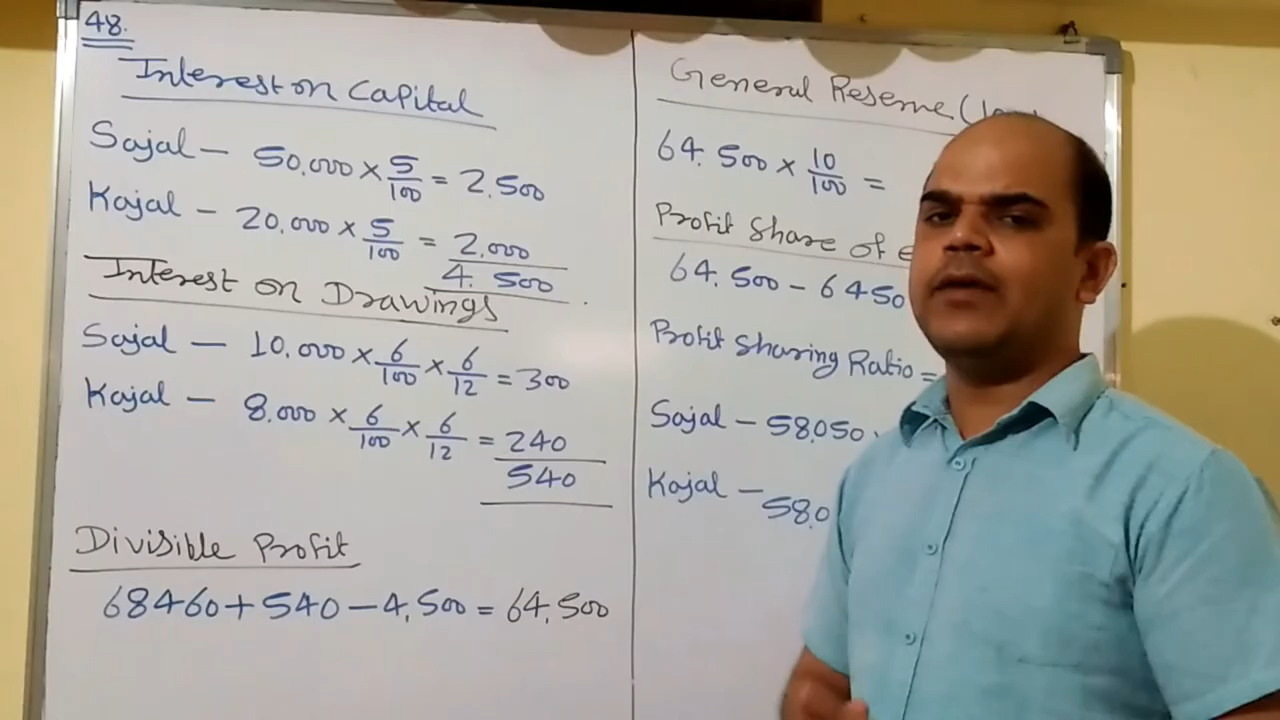 48.
Interest on Capital
Sajal – 50,000 × 5/100 = 2,500
Kajal – 20,000 × 5/100 = 2,000
4,500
Interest on Drawings
Sajal – 10,000 × 6/100 × 6/12 = 300
Kajal – 8,000 × 6/100 × 6/12 = 240
540
Divisible Profit
68460 + 540 – 4,500 = 64,500
General Reserve (
64,500 × 10/100 =
Profit Share of
64,500 – 6450
Profit Sharing Ratio =
Sajal – 58,050
Kajal – 58,0